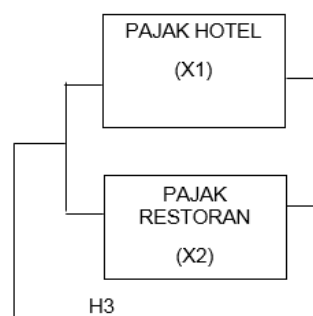 PAJAK HOTEL
(X1)
PAJAK
RESTORAN
(X2)
H3